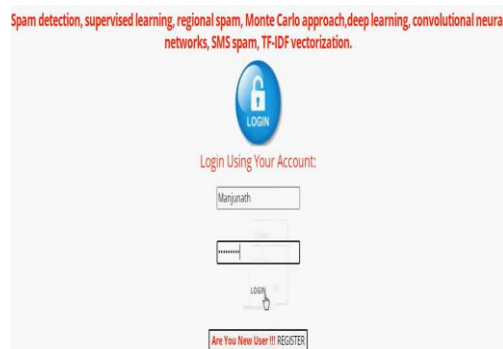 Spam detection, supervised learning, regional spam, Monte Carlo approach,deep learning, convolutional neura
networks, SMS spam, TF-IDF vectorization.
LOGIN
Login Using Your Account:
Manjunath
•••••••••
LOGIN
Are You New User !!! REGISTER